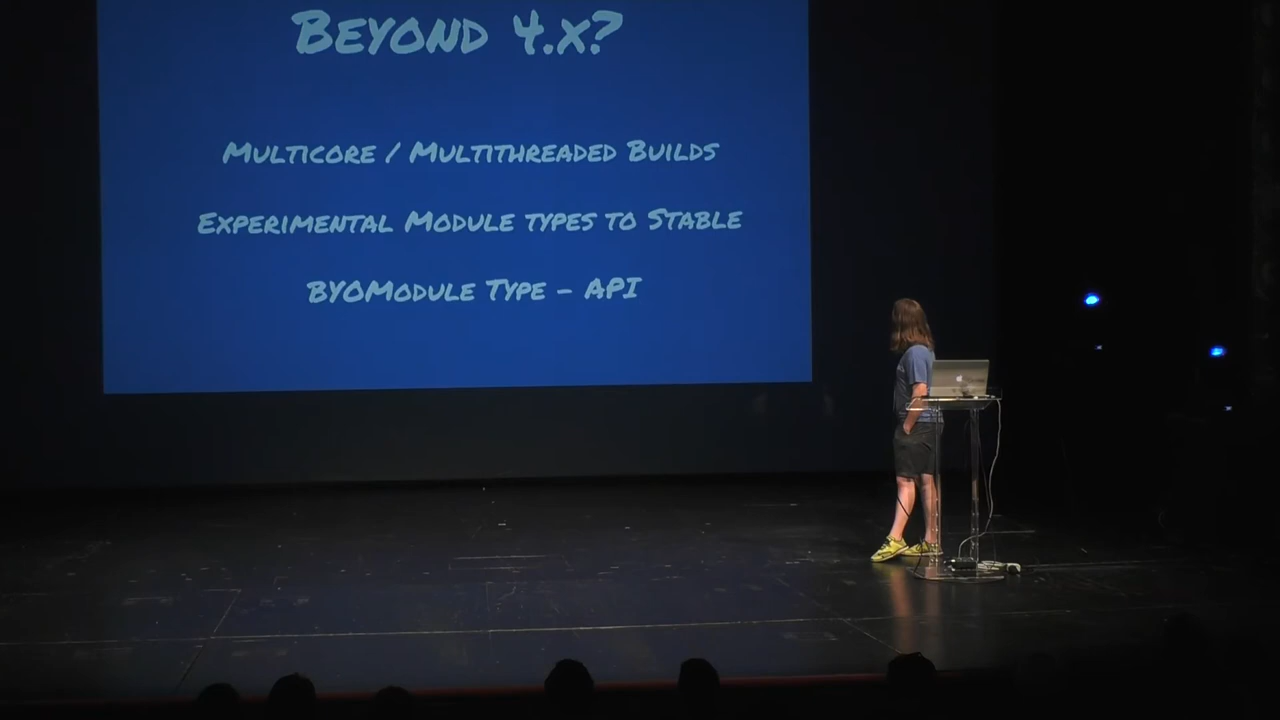 Beyond 4.x?
Multicore / Multithreaded Builds
Experimental Module types to Stable
BYOModule Type - API